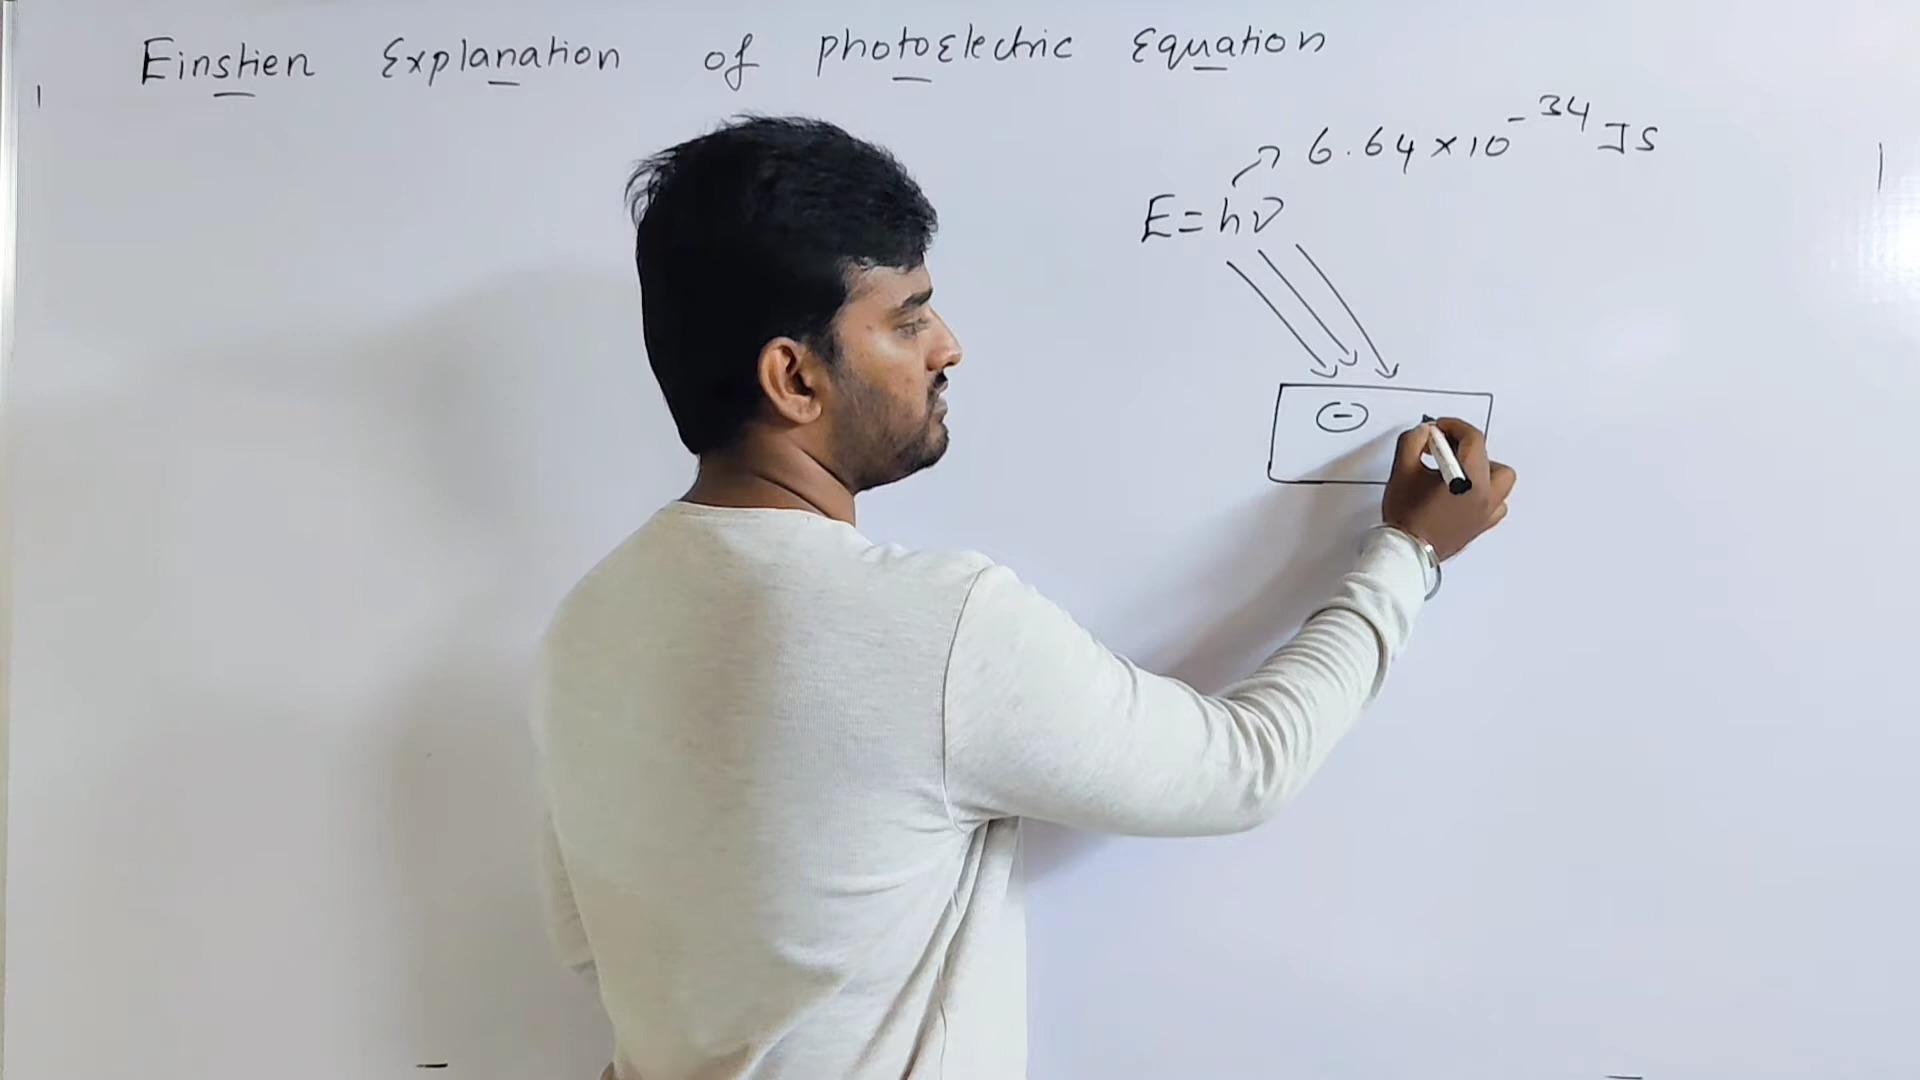 Einstien Explanation of photoelectric Equation
6.64 × 10⁻³⁴ JS
E = hν
−